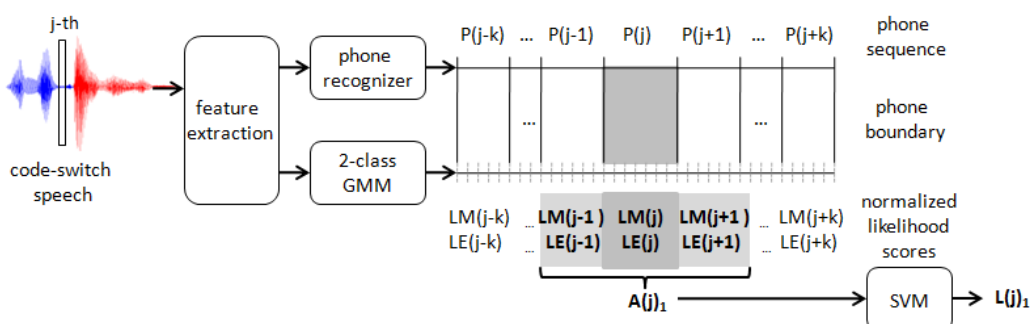 j-th
code-switch
speech
feature
extraction
phone
recognizer
2-class
GMM
P(j-k) ... P(j-1) P(j) P(j+1) ... P(j+k)
phone
sequence
... ...
phone
boundary
LM(j-k) ... LM(j-1 ) LM(j) LM(j+1 ) ... LM(j+k)
LE(j-k) ... LE(j-1) LE(j) LE(j+1) ... LE(j+k)
normalized
likelihood
scores
A(j)₁
SVM
L(j)₁